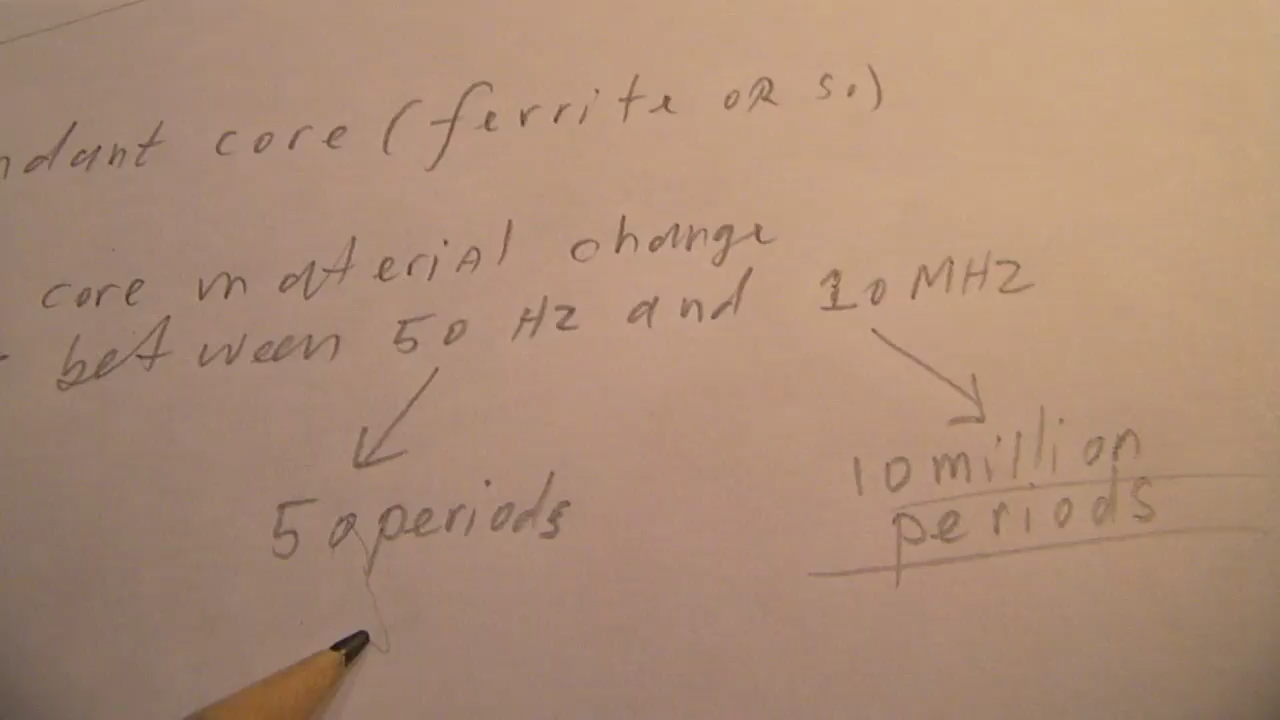 ndant core (ferrite OR so)
core material change
between 50 Hz and 10 MHZ
50 periods
10 million
periods